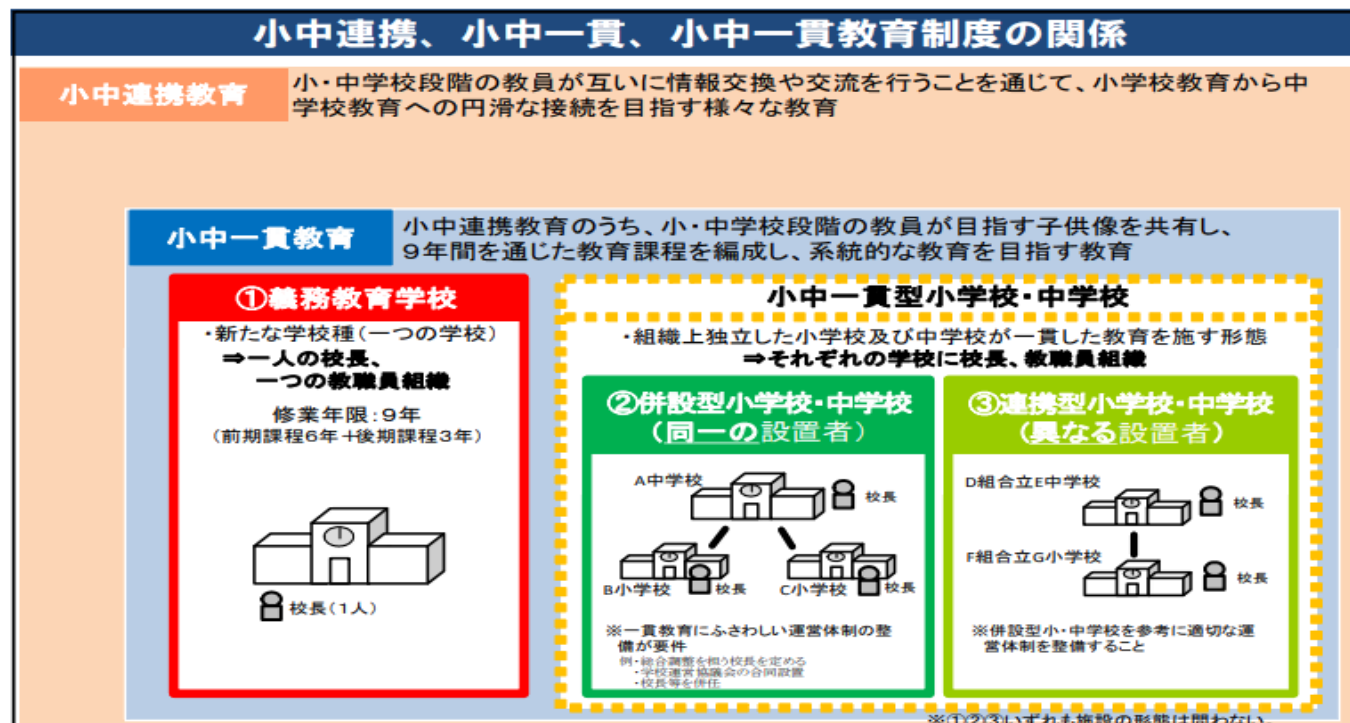 小中連携、小中一貫、小中一貫教育制度の関係
小中連携教育
小・中学校段階の教員が互いに情報交換や交流を行うことを通じて、小学校教育から中
学校教育への円滑な接続を目指す様々な教育
小中一貫教育
小中連携教育のうち、小・中学校段階の教員が目指す子供像を共有し、
9年間を通じた教育課程を編成し、系統的な教育を目指す教育
①義務教育学校
・新たな学校種(一つの学校)
⇒一人の校長、
一つの教職員組織
修業年限:9年
(前期課程6年+後期課程3年)
校長(1人)
小中一貫型小学校・中学校
・組織上独立した小学校及び中学校が一貫した教育を施す形態
⇒それぞれの学校に校長、教職員組織
②併設型小学校・中学校
(同一の設置者)
A中学校
校長
B小学校
校長
C小学校
校長
※一貫教育にふさわしい運営体制の整
備が要件
例・総合調整を担う校長を定める
・学校運営協議会の合同設置
・校長等を併任
③連携型小学校・中学校
(異なる設置者)
D組合立E中学校
校長
F組合立G小学校
校長
※併設型小・中学校を参考に適切な運
営体制を整備すること
※①②③いずれも施設の形態は問わない